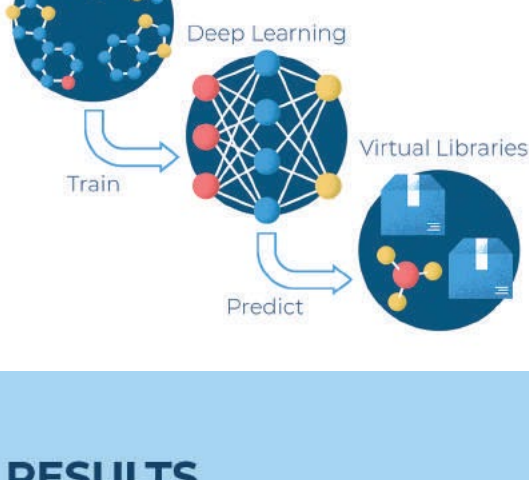 Deep Learning
Virtual Libraries
Train
Predict
RESULTS